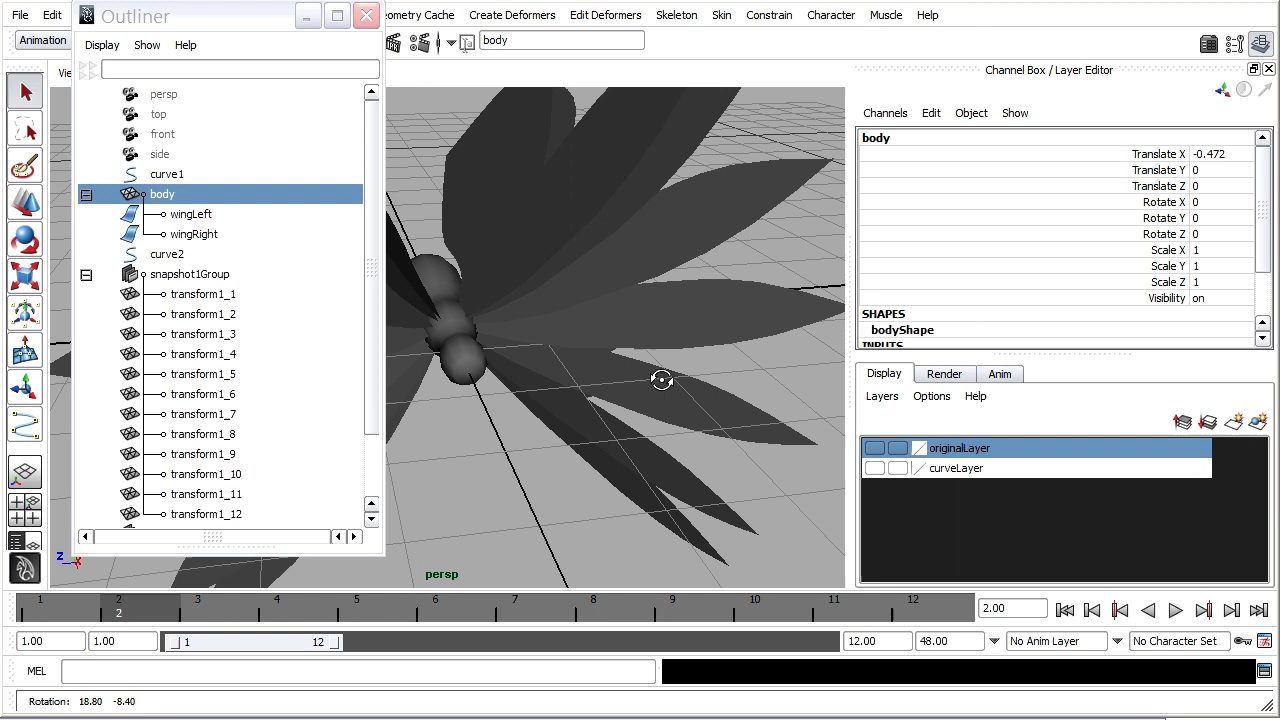 File Edit
Outliner
eometry Cache Create Deformers Edit Deformers Skeleton Skin Constrain Character Muscle Help
Animation
body
Display Show Help
Channel Box / Layer Editor
persp
top
front
side
curve1
body
wingLeft
wingRight
curve2
snapshot1Group
transform1_1
transform1_2
transform1_3
transform1_4
transform1_5
transform1_6
transform1_7
transform1_8
transform1_9
transform1_10
transform1_11
transform1_12
z x
persp
Channels Edit Object Show
body
Translate X -0.472
Translate Y 0
Translate Z 0
Rotate X 0
Rotate Y 0
Rotate Z 0
Scale X 1
Scale Y 1
Scale Z 1
Visibility on
SHAPES
bodyShape
INPUTS
Display Render Anim
Layers Options Help
originalLayer
curveLayer
1 2 3 4 5 6 7 8 9 10 11 12
2
2.00
1.00 1.00 1 12 12.00 48.00 No Anim Layer No Character Set
MEL
Rotation: 18.80 -8.40